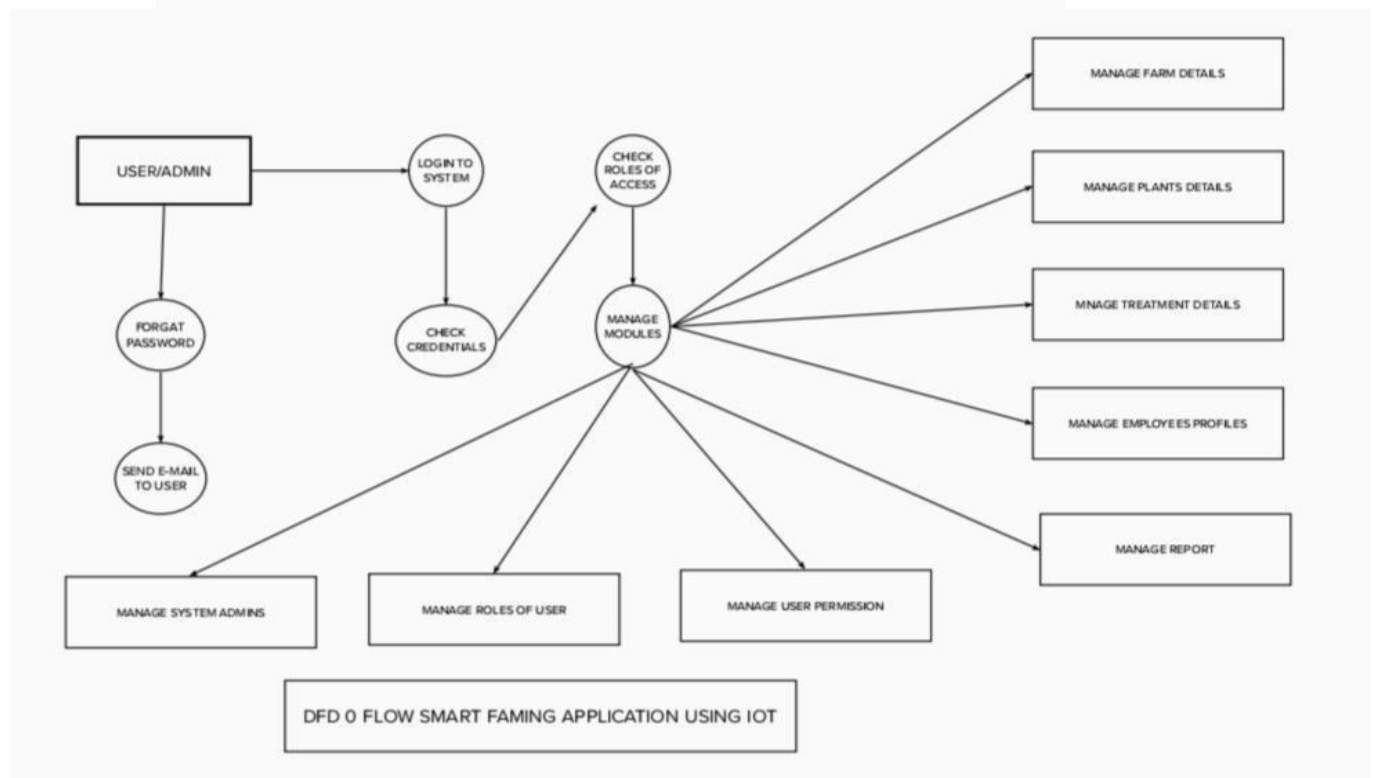 MANAGE FARM DETAILS
USER/ADMIN
LOGIN TO
SYSTEM
CHECK
ROLES OF
ACCESS
MANAGE PLANTS DETAILS
FORGAT
PASSWORD
CHECK
CREDENTIALS
MANAGE
MODULES
MNAGE TREATMENT DETAILS
MANAGE EMPLOYEES PROFILES
SEND E-MAIL
TO USER
MANAGE REPORT
MANAGE SYSTEM ADMINS
MANAGE ROLES OF USER
MANAGE USER PERMISSION
DFD 0 FLOW SMART FAMING APPLICATION USING IOT